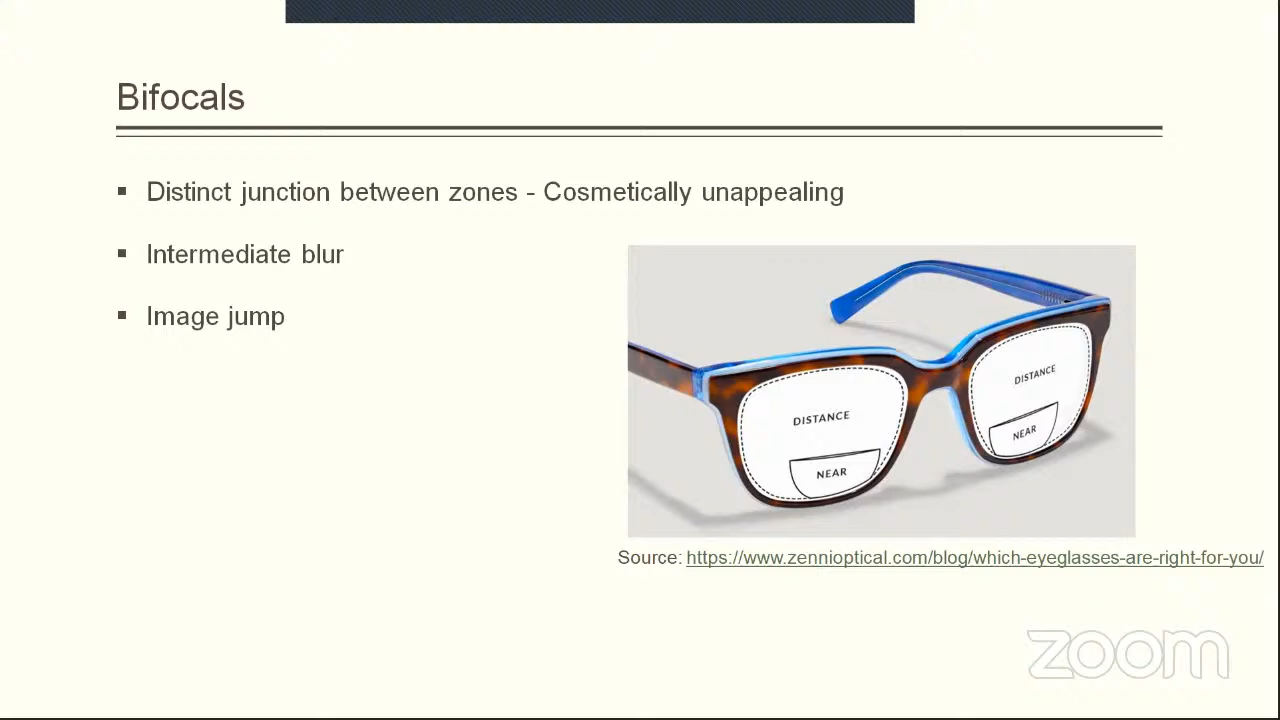 Bifocals
▪ Distinct junction between zones - Cosmetically unappealing
▪ Intermediate blur
▪ Image jump
DISTANCE
NEAR
DISTANCE
NEAR
Source: https://www.zennioptical.com/blog/which-eyeglasses-are-right-for-you/
zoom